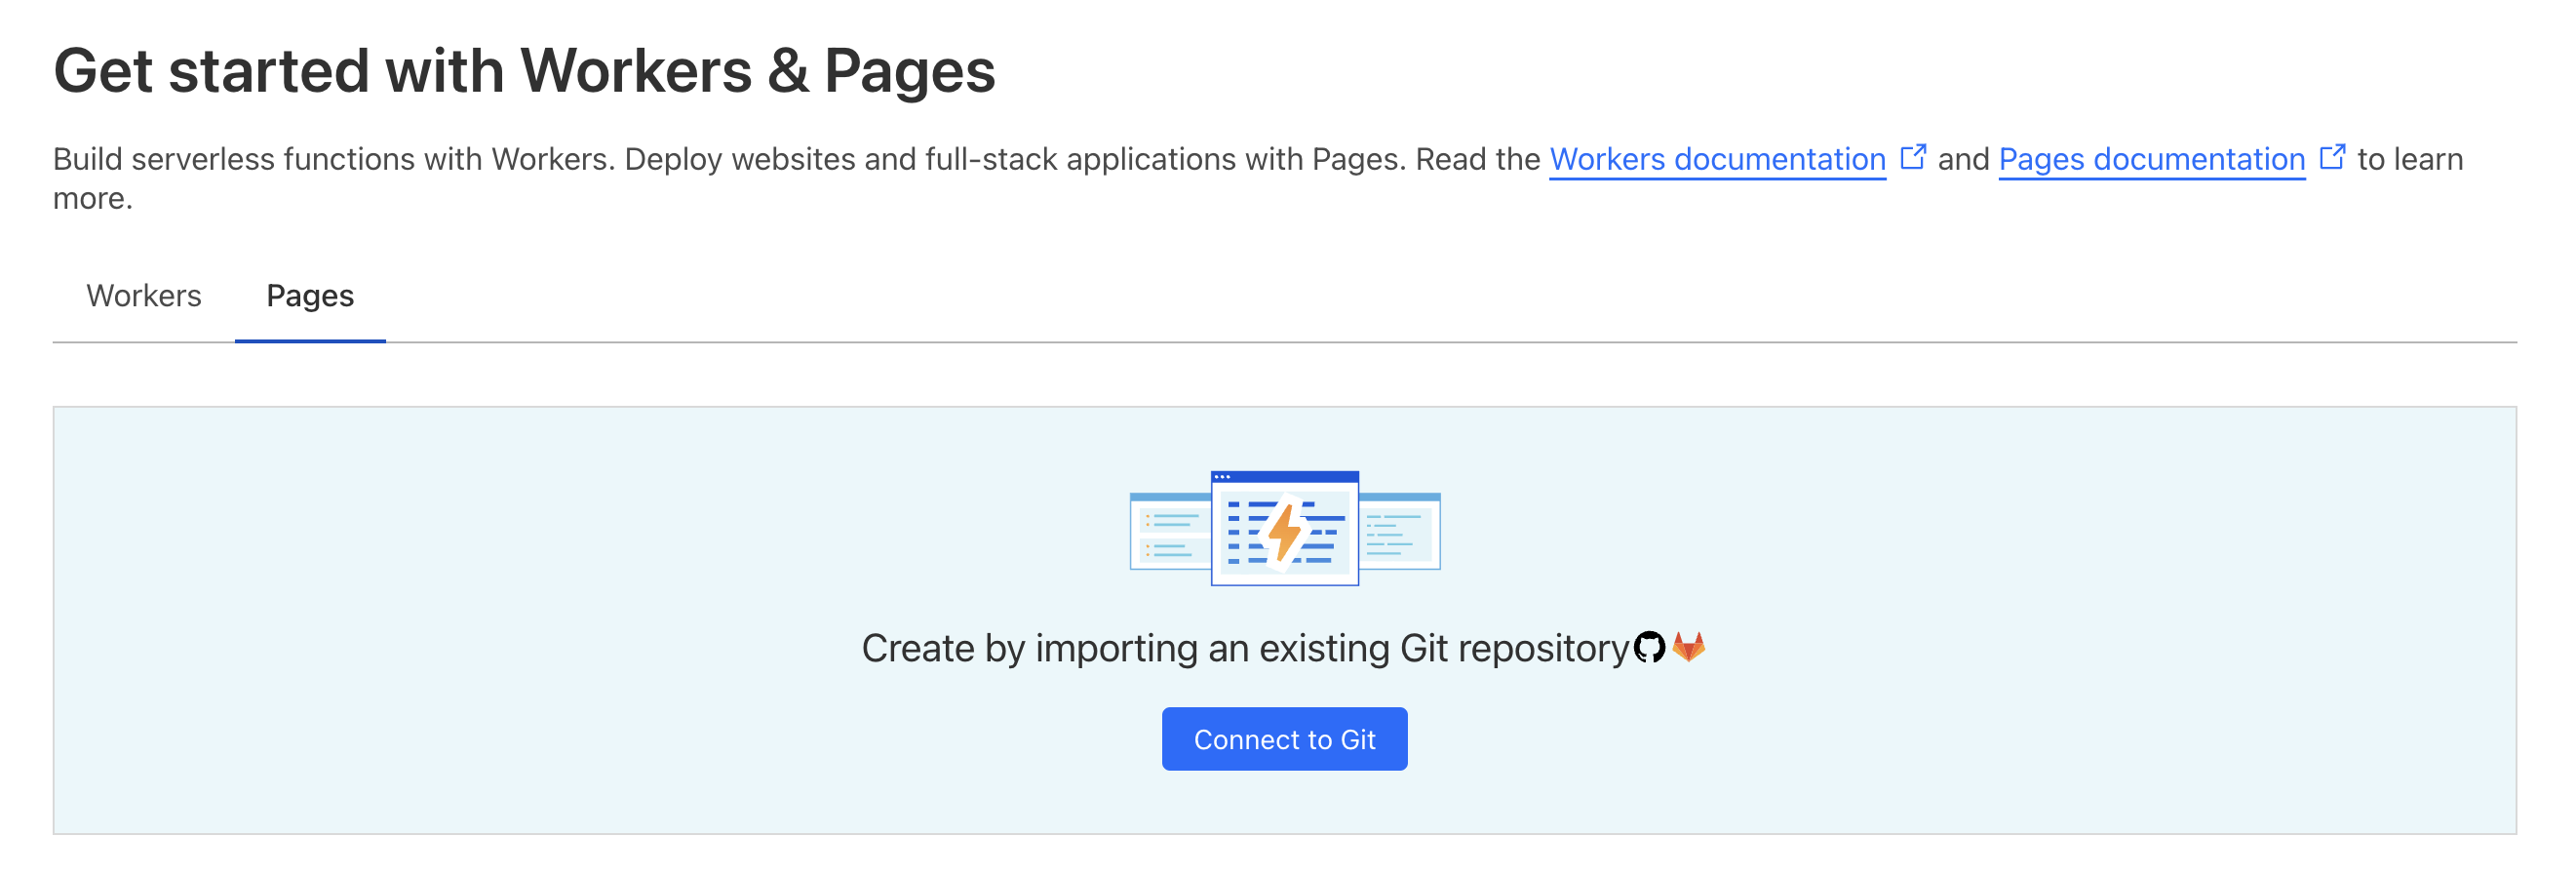 Get started with Workers & Pages
Build serverless functions with Workers. Deploy websites and full-stack applications with Pages. Read the Workers documentation and Pages documentation to learn
more.
Workers Pages
Create by importing an existing Git repository
Connect to Git